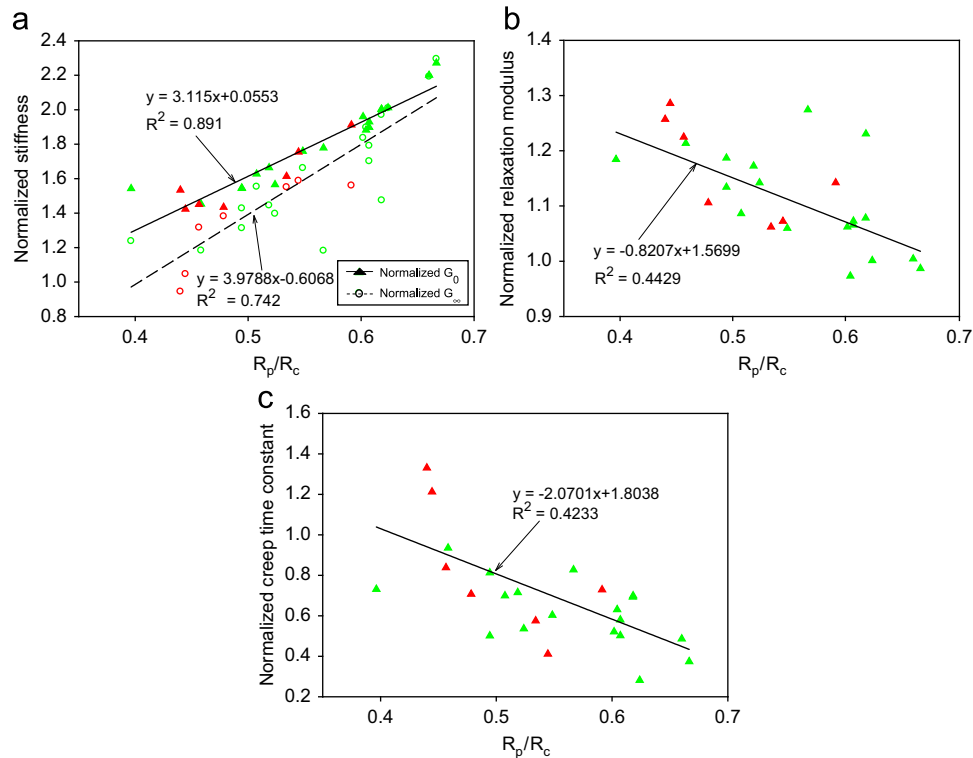 a
Normalized stiffness
2.4
2.2
2.0
1.8
1.6
1.4
1.2
1.0
0.8
y = 3.115x+0.0553
R2 = 0.891
y = 3.9788x-0.6068
R2 = 0.742
Normalized G0
Normalized G∞
0.4 0.5 0.6 0.7
Rp/Rc
b
Normalized relaxation modulus
1.4
1.3
1.2
1.1
1.0
0.9
y = -0.8207x+1.5699
R2 = 0.4429
0.4 0.5 0.6 0.7
Rp/Rc
c
Normalized creep time constant
1.6
1.4
1.2
1.0
0.8
0.6
0.4
0.2
y = -2.0701x+1.8038
R2 = 0.4233
0.4 0.5 0.6 0.7
Rp/Rc